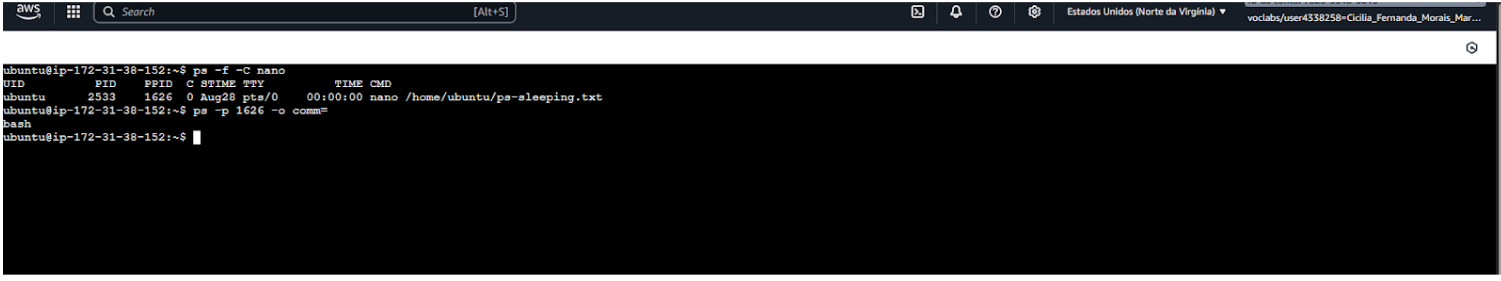 aws Search [Alt+S] Estados Unidos (Norte da Virgínia) ▼
voclabs/user4338258=Cicilia_Fernanda_Morais_Mar...
ubuntu@ip-172-31-38-152:~$ ps -f -C nano
UID PID PPID C STIME TTY TIME CMD
ubuntu 2533 1626 0 Aug28 pts/0 00:00:00 nano /home/ubuntu/ps-sleeping.txt
ubuntu@ip-172-31-38-152:~$ ps -p 1626 -o comm=
bash
ubuntu@ip-172-31-38-152:~$